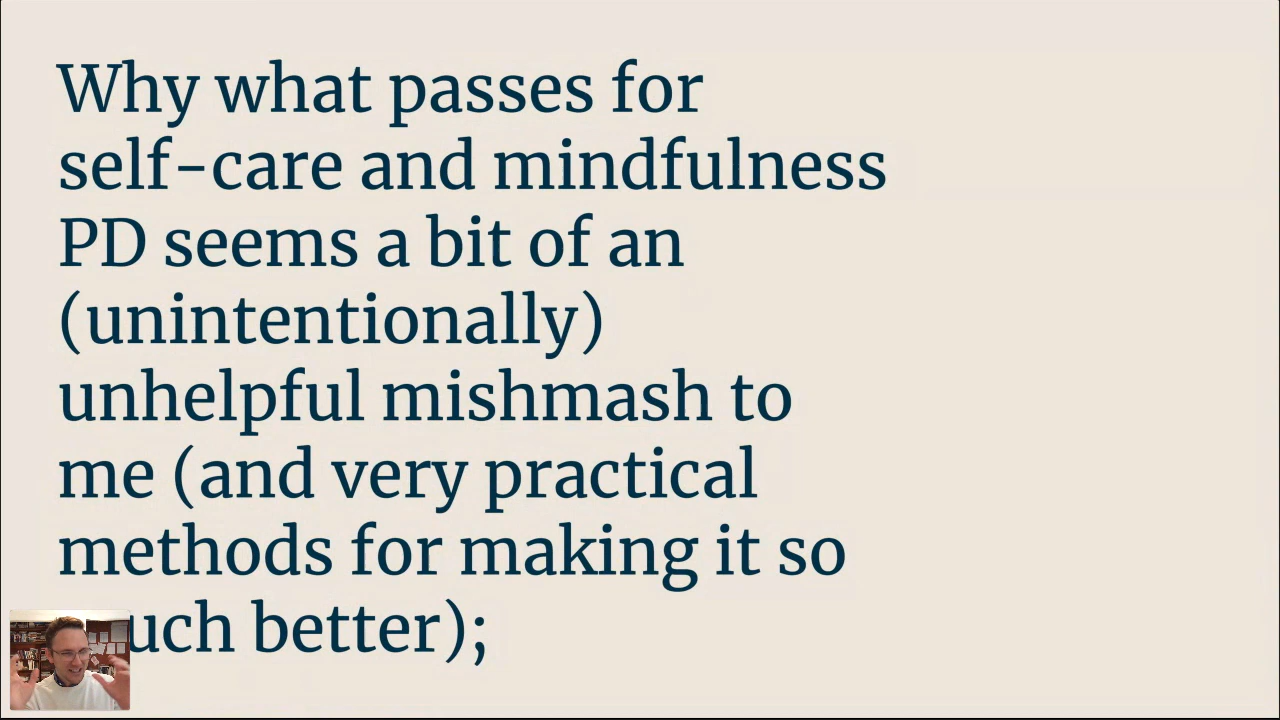 Why what passes for
self-care and mindfulness
PD seems a bit of an
(unintentionally)
unhelpful mishmash to
me (and very practical
methods for making it so
uch better);